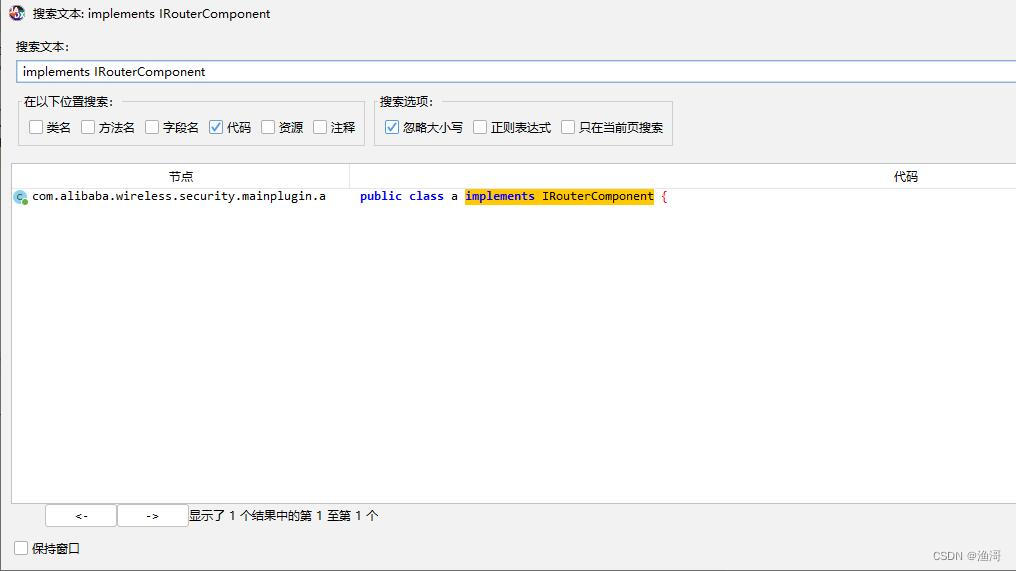 搜索文本: implements IRouterComponent
搜索文本:
implements IRouterComponent
在以下位置搜索: 搜索选项:
类名 方法名 字段名 代码 资源 注释 忽略大小写 正则表达式 只在当前页搜索
节点 代码
com.alibaba.wireless.security.mainplugin.a public class a implements IRouterComponent {
<- -> 显示了 1 个结果中的第 1 至第 1 个
保持窗口
CSDN @渔滒